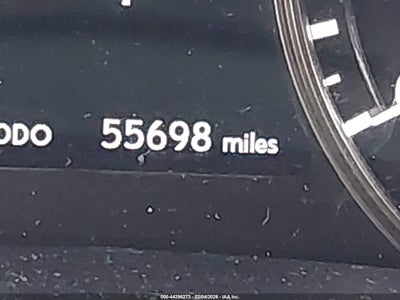 ODO 55698 miles
000-44296273 - 02/04/2026 - IAA, Inc.